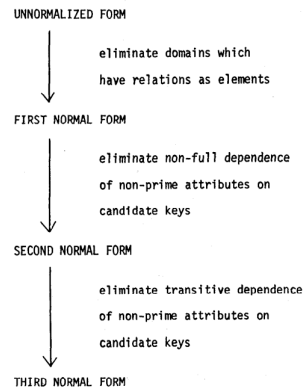 UNNORMALIZED FORM
eliminate domains which
have relations as elements
FIRST NORMAL FORM
eliminate non-full dependence
of non-prime attributes on
candidate keys
SECOND NORMAL FORM
eliminate transitive dependence
of non-prime attributes on
candidate keys
THIRD NORMAL FORM